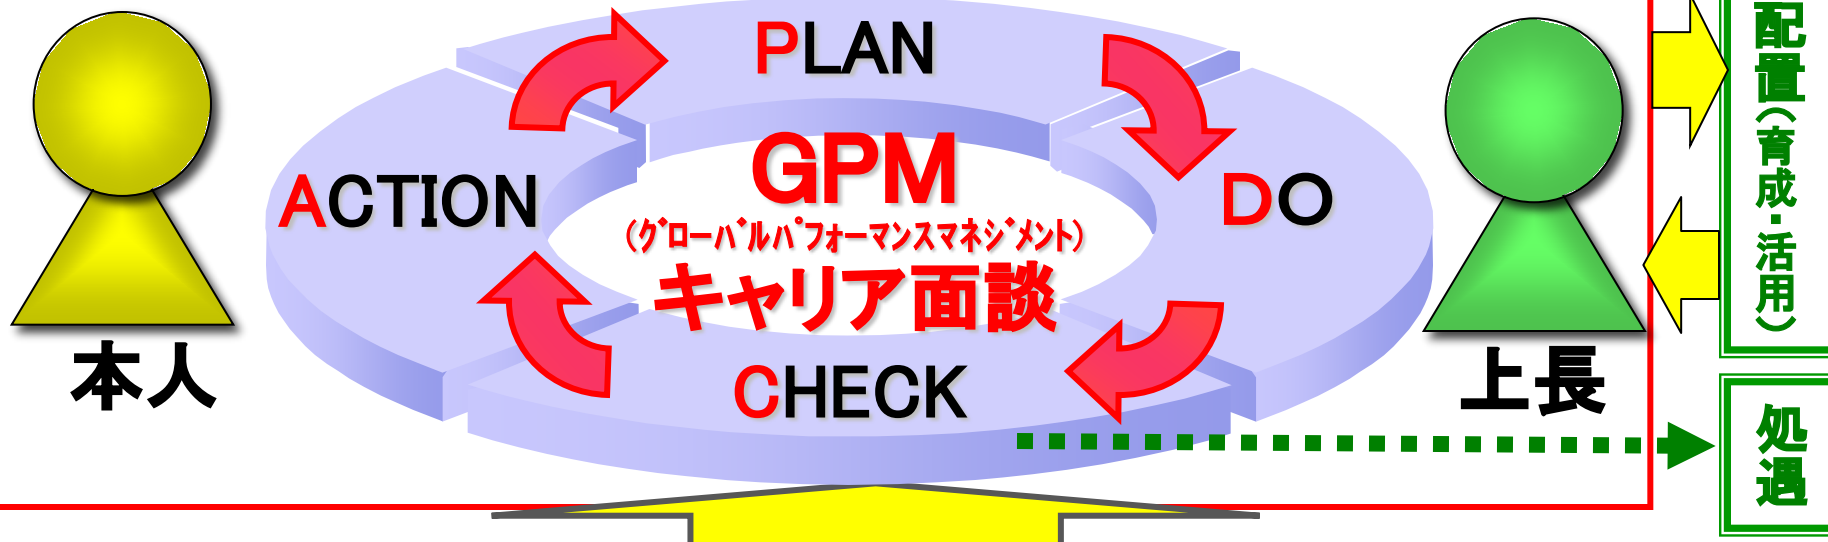 PLAN
GPM
(グローバルパフォーマンスマネジメント)
キャリア面談
ACTION
DO
CHECK
本人
上長
配置(育成・活用)
処遇